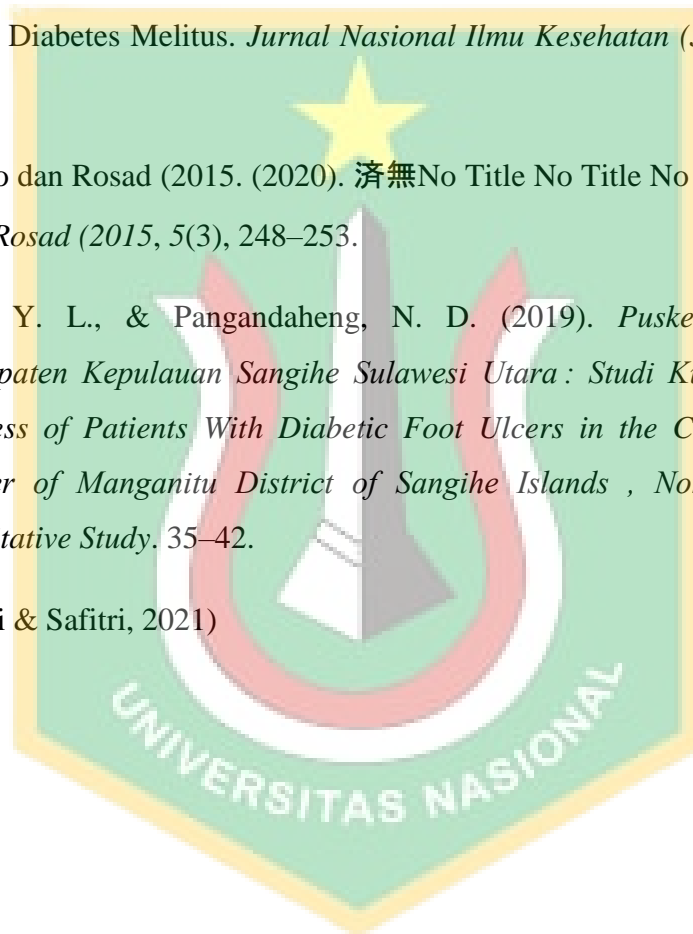 Diabetes Melitus. Jurnal Nasional Ilmu Kesehatan (J
o dan Rosad (2015. (2020). 済無No Title No Title No
Rosad (2015, 5(3), 248–253.
Y. L., & Pangandaheng, N. D. (2019). Puske
paten Kepulauan Sangihe Sulawesi Utara : Studi Ku
ess of Patients With Diabetic Foot Ulcers in the C
er of Manganitu District of Sangihe Islands , No
tative Study. 35–42.
i & Safitri, 2021)
UNIVERSITAS NASIONAL